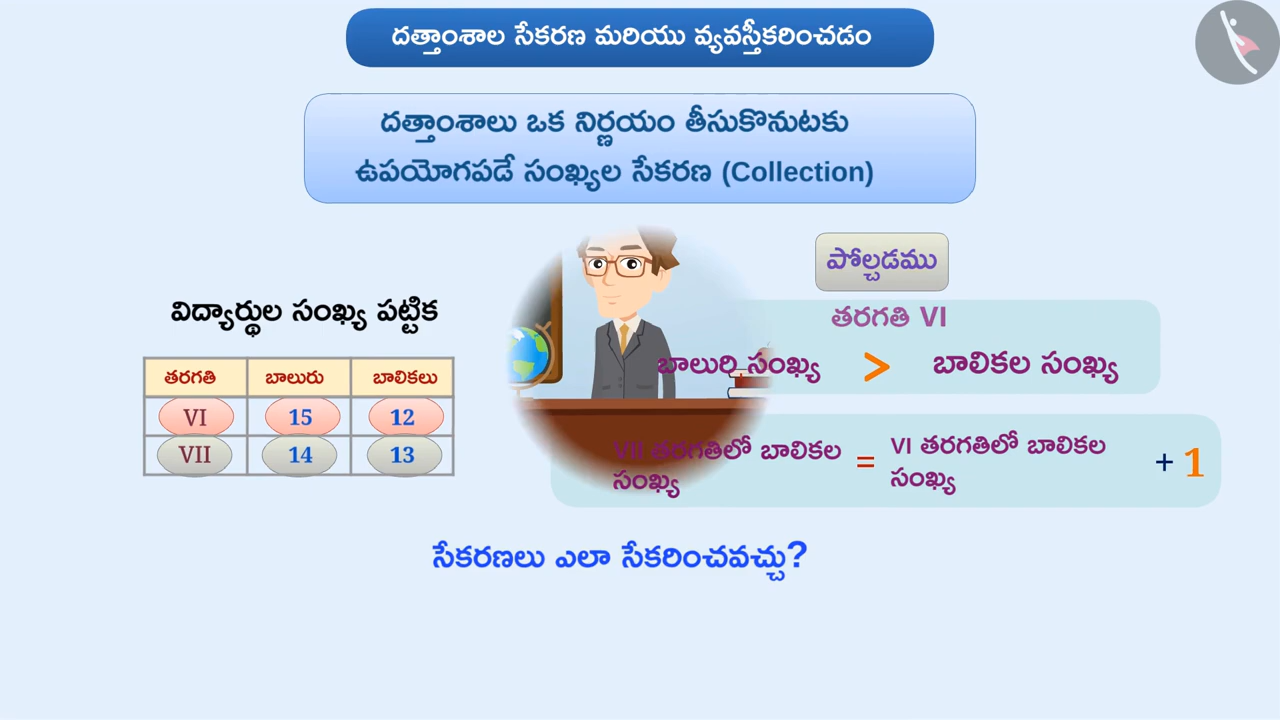 దత్తాంశాల సేకరణ మరియు వ్యవస్తీకరించడం
దత్తాంశాలు ఒక నిర్ణయం తీసుకొనుటకు
ఉపయోగపడే సంఖ్యల సేకరణ (Collection)
పోల్చడము
విద్యార్థుల సంఖ్య పట్టిక
తరగతి బాలురు బాలికలు
VI 15 12
VII 14 13
తరగతి VI
బాలురి సంఖ్య > బాలికల సంఖ్య
VII తరగతిలో బాలికల సంఖ్య = VI తరగతిలో బాలికల సంఖ్య + 1
సేకరణలు ఎలా సేకరించవచ్చు?